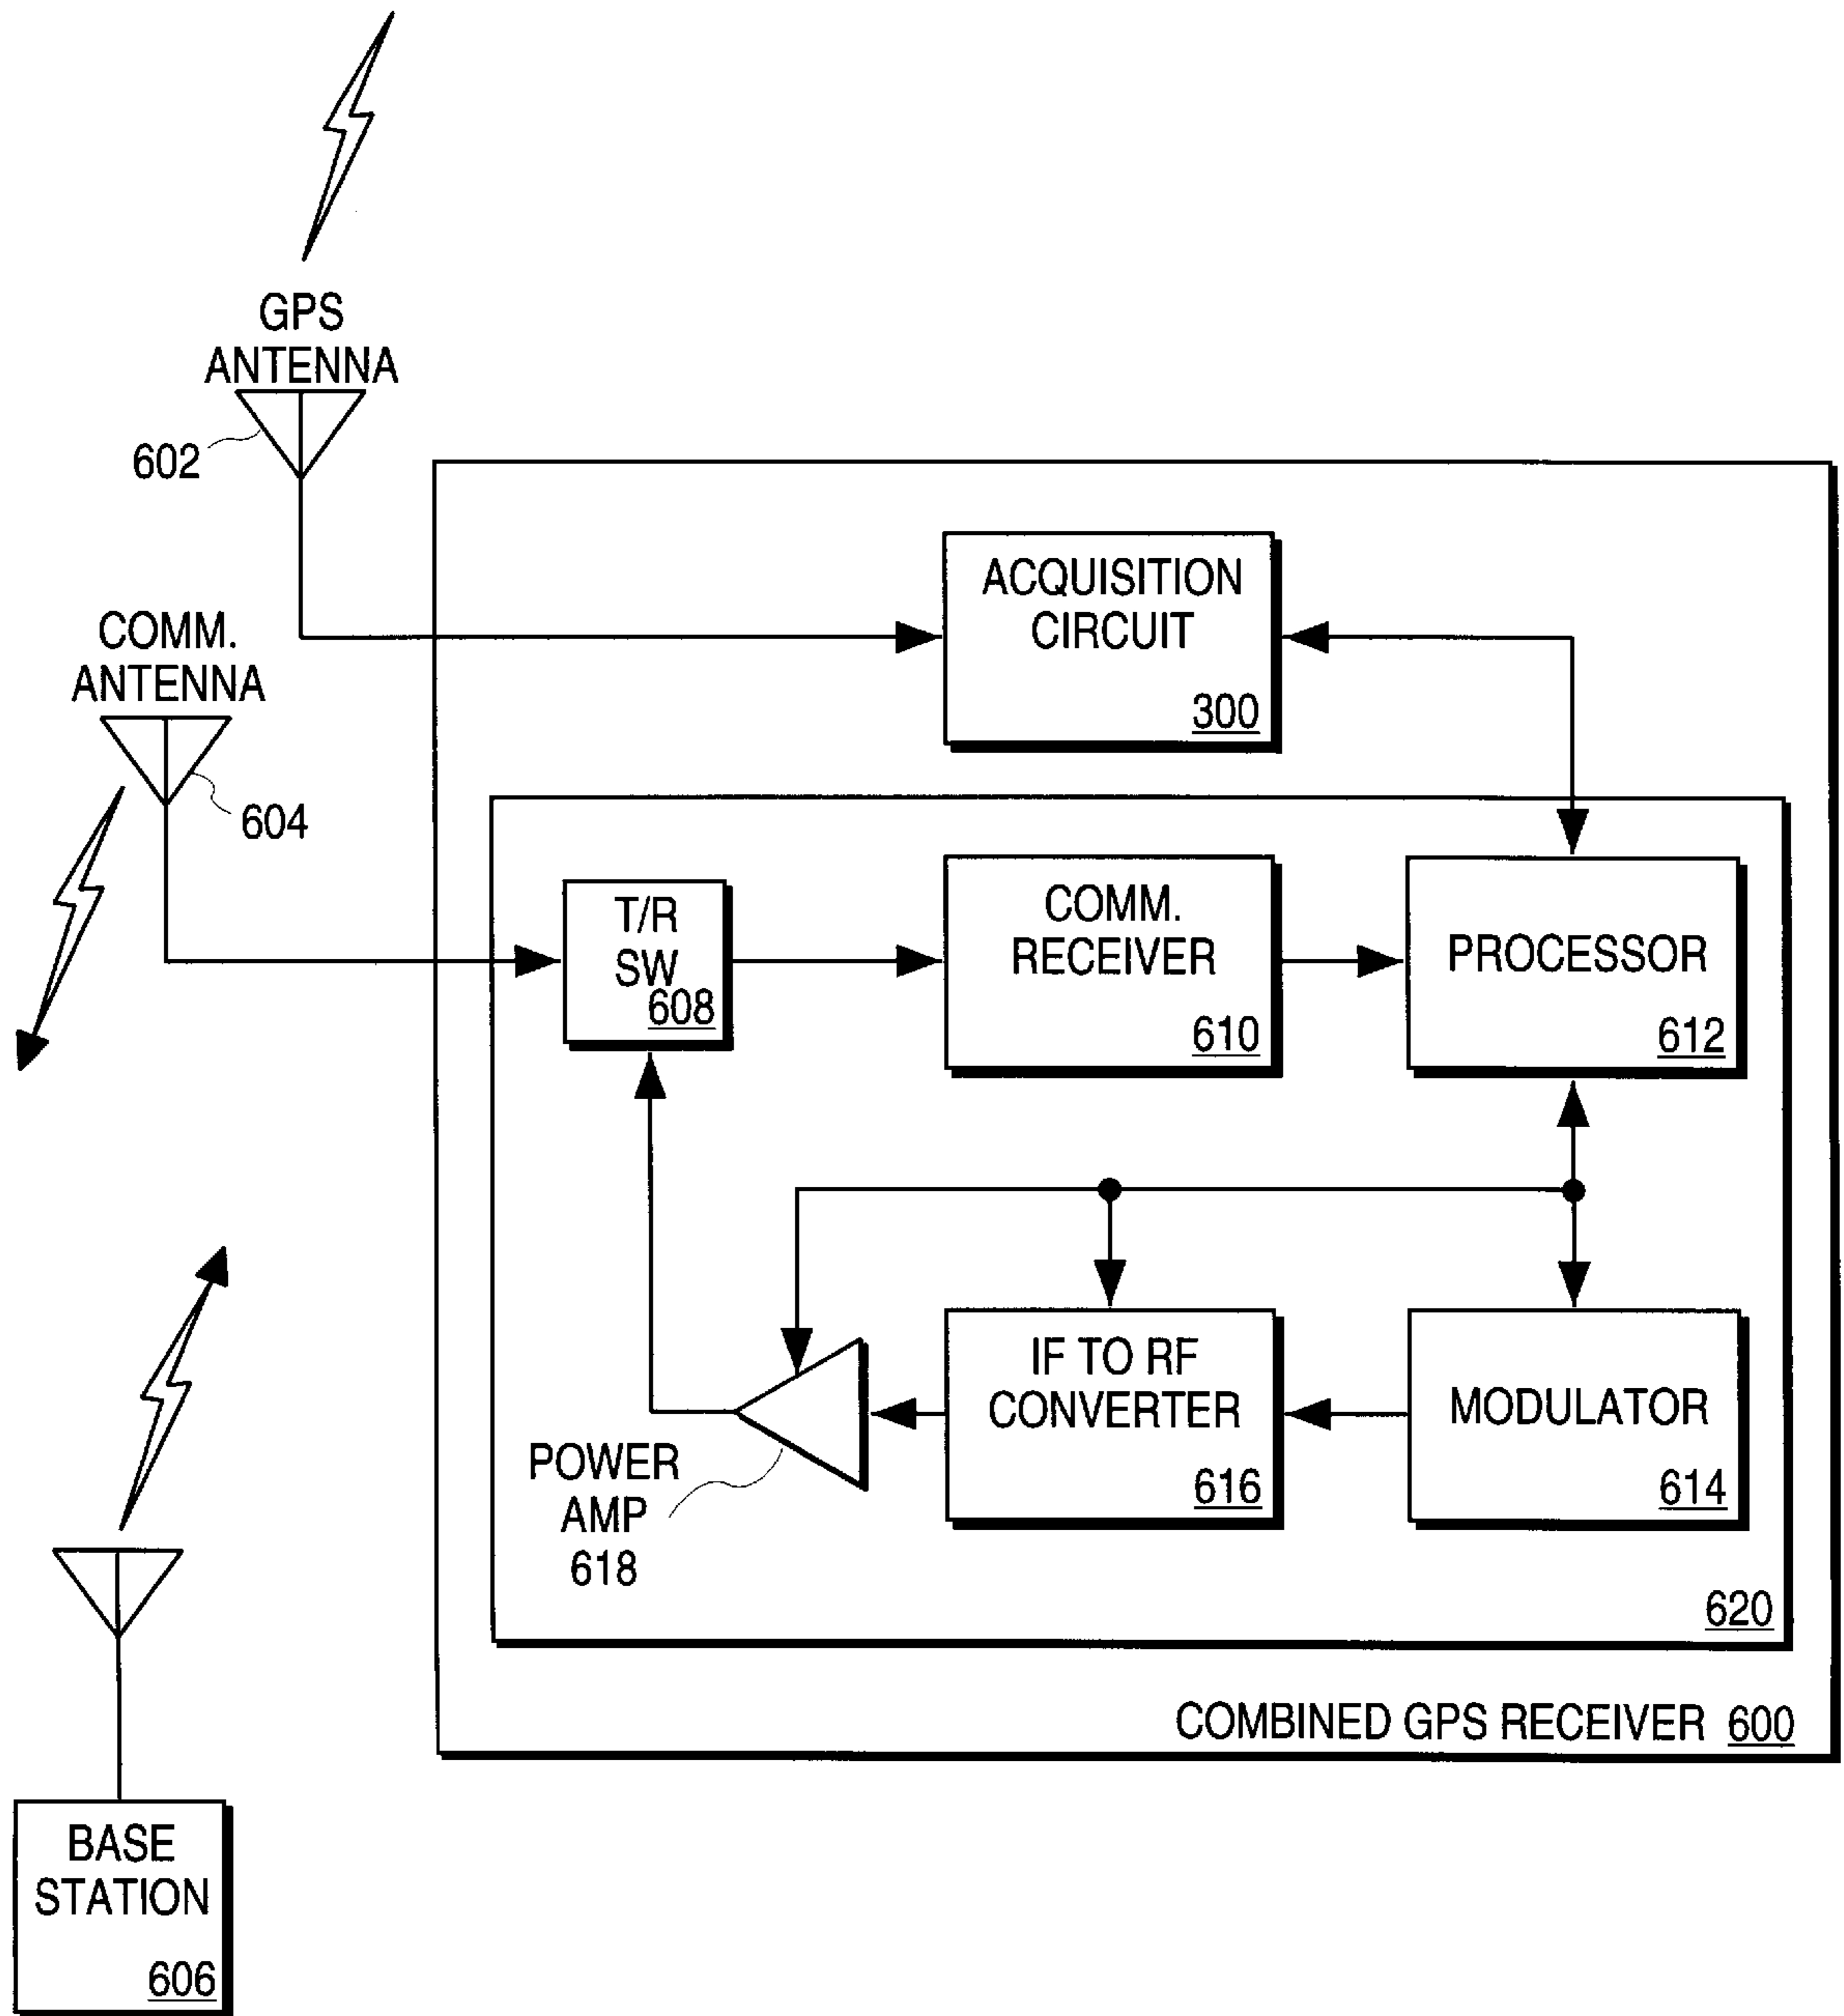 GPS
ANTENNA
602
ACQUISITION
CIRCUIT
300
COMM.
ANTENNA
604
T/R
SW
608
COMM.
RECEIVER
610
PROCESSOR
612
POWER
AMP
618
IF TO RF
CONVERTER
616
MODULATOR
614
620
COMBINED GPS RECEIVER 600
BASE
STATION
606